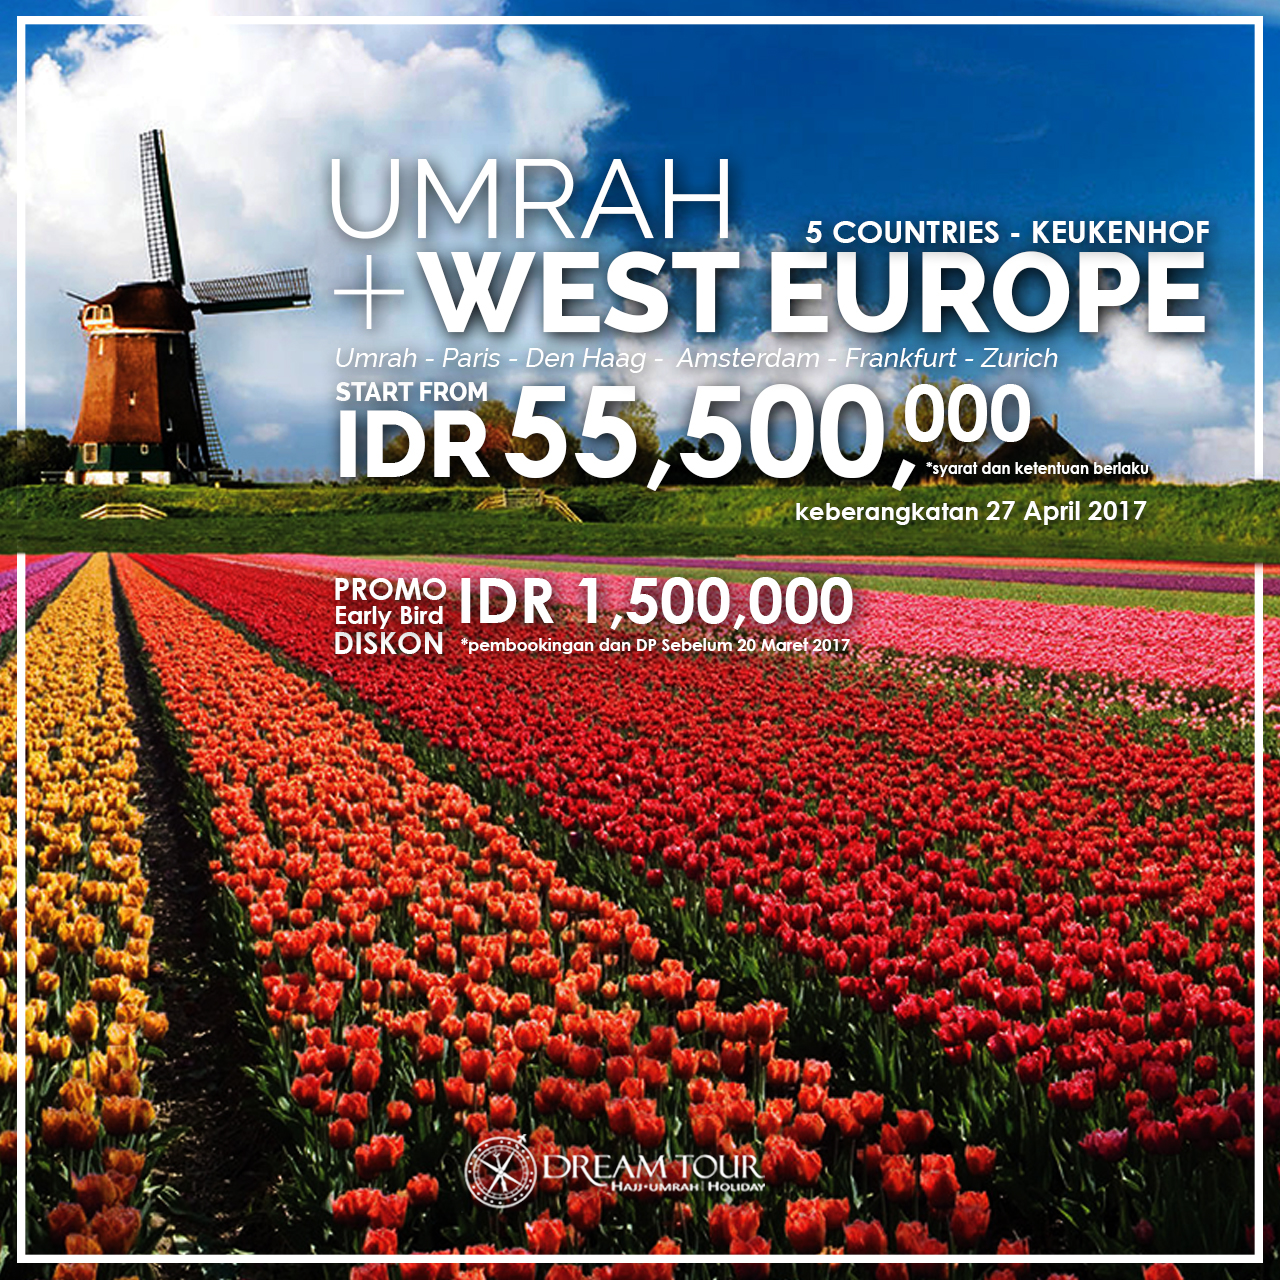 UMRAH
5 COUNTRIES - KEUKENHOF
+ WEST EUROPE
Umrah - Paris - Den Haag - Amsterdam - Frankfurt - Zurich
START FROM
IDR 55,500,000
*syarat dan ketentuan berlaku
keberangkatan 27 April 2017
PROMO
Early Bird
DISKON
IDR 1,500,000
*pembookingan dan DP Sebelum 20 Maret 2017
DREAM TOUR
HAJJ•UMRAH HOLIDAY